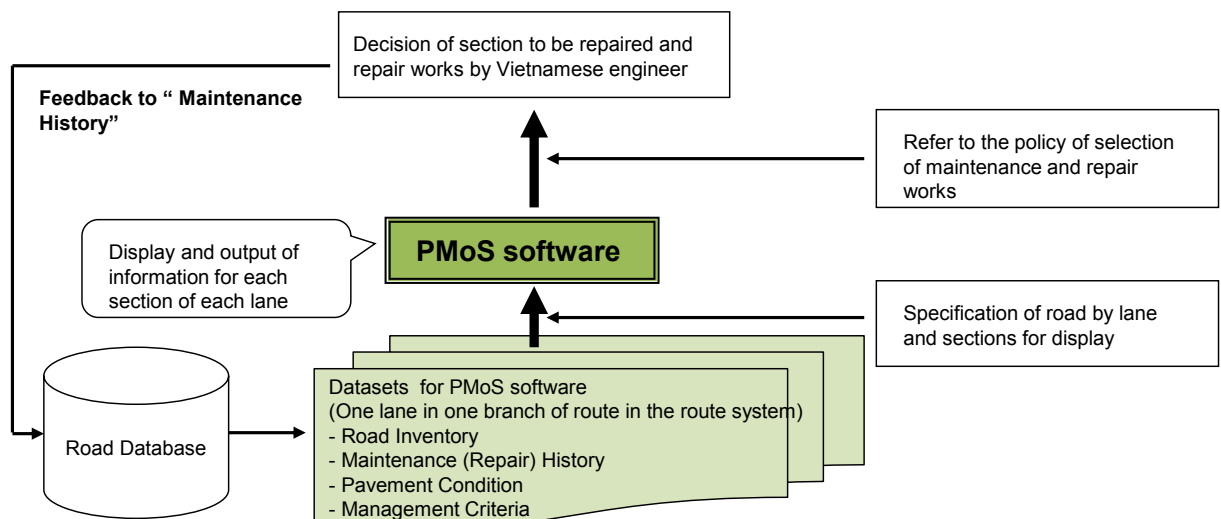 Decision of section to be repaired and
repair works by Vietnamese engineer
Feedback to “ Maintenance
History”
Refer to the policy of selection
of maintenance and repair
works
Display and output of
information for each
section of each lane
PMoS software
Specification of road by lane
and sections for display
Road Database
Datasets for PMoS software
(One lane in one branch of route in the route system)
- Road Inventory
- Maintenance (Repair) History
- Pavement Condition
- Management Criteria